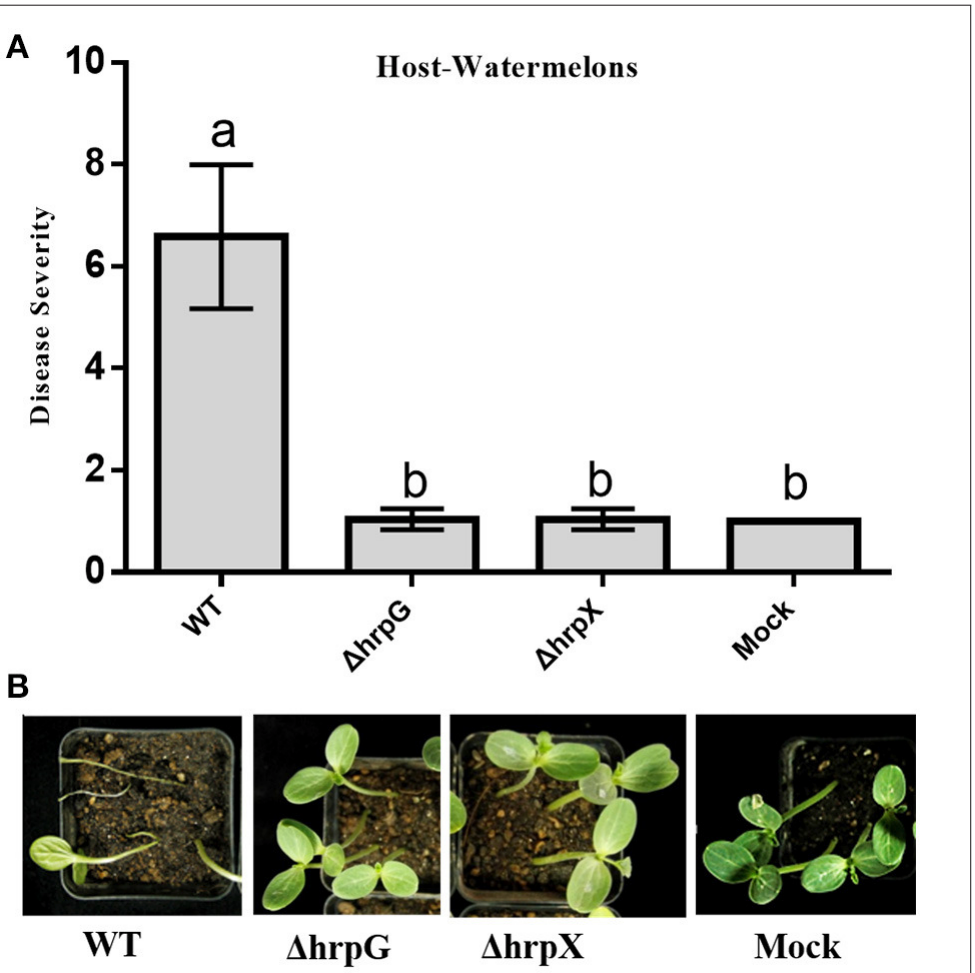 A
Host-Watermelons
10
8
6
4
2
0
Disease Severity
a
b
b
b
WT
ΔhrpG
ΔhrpX
Mock
B
WT
ΔhrpG
ΔhrpX
Mock